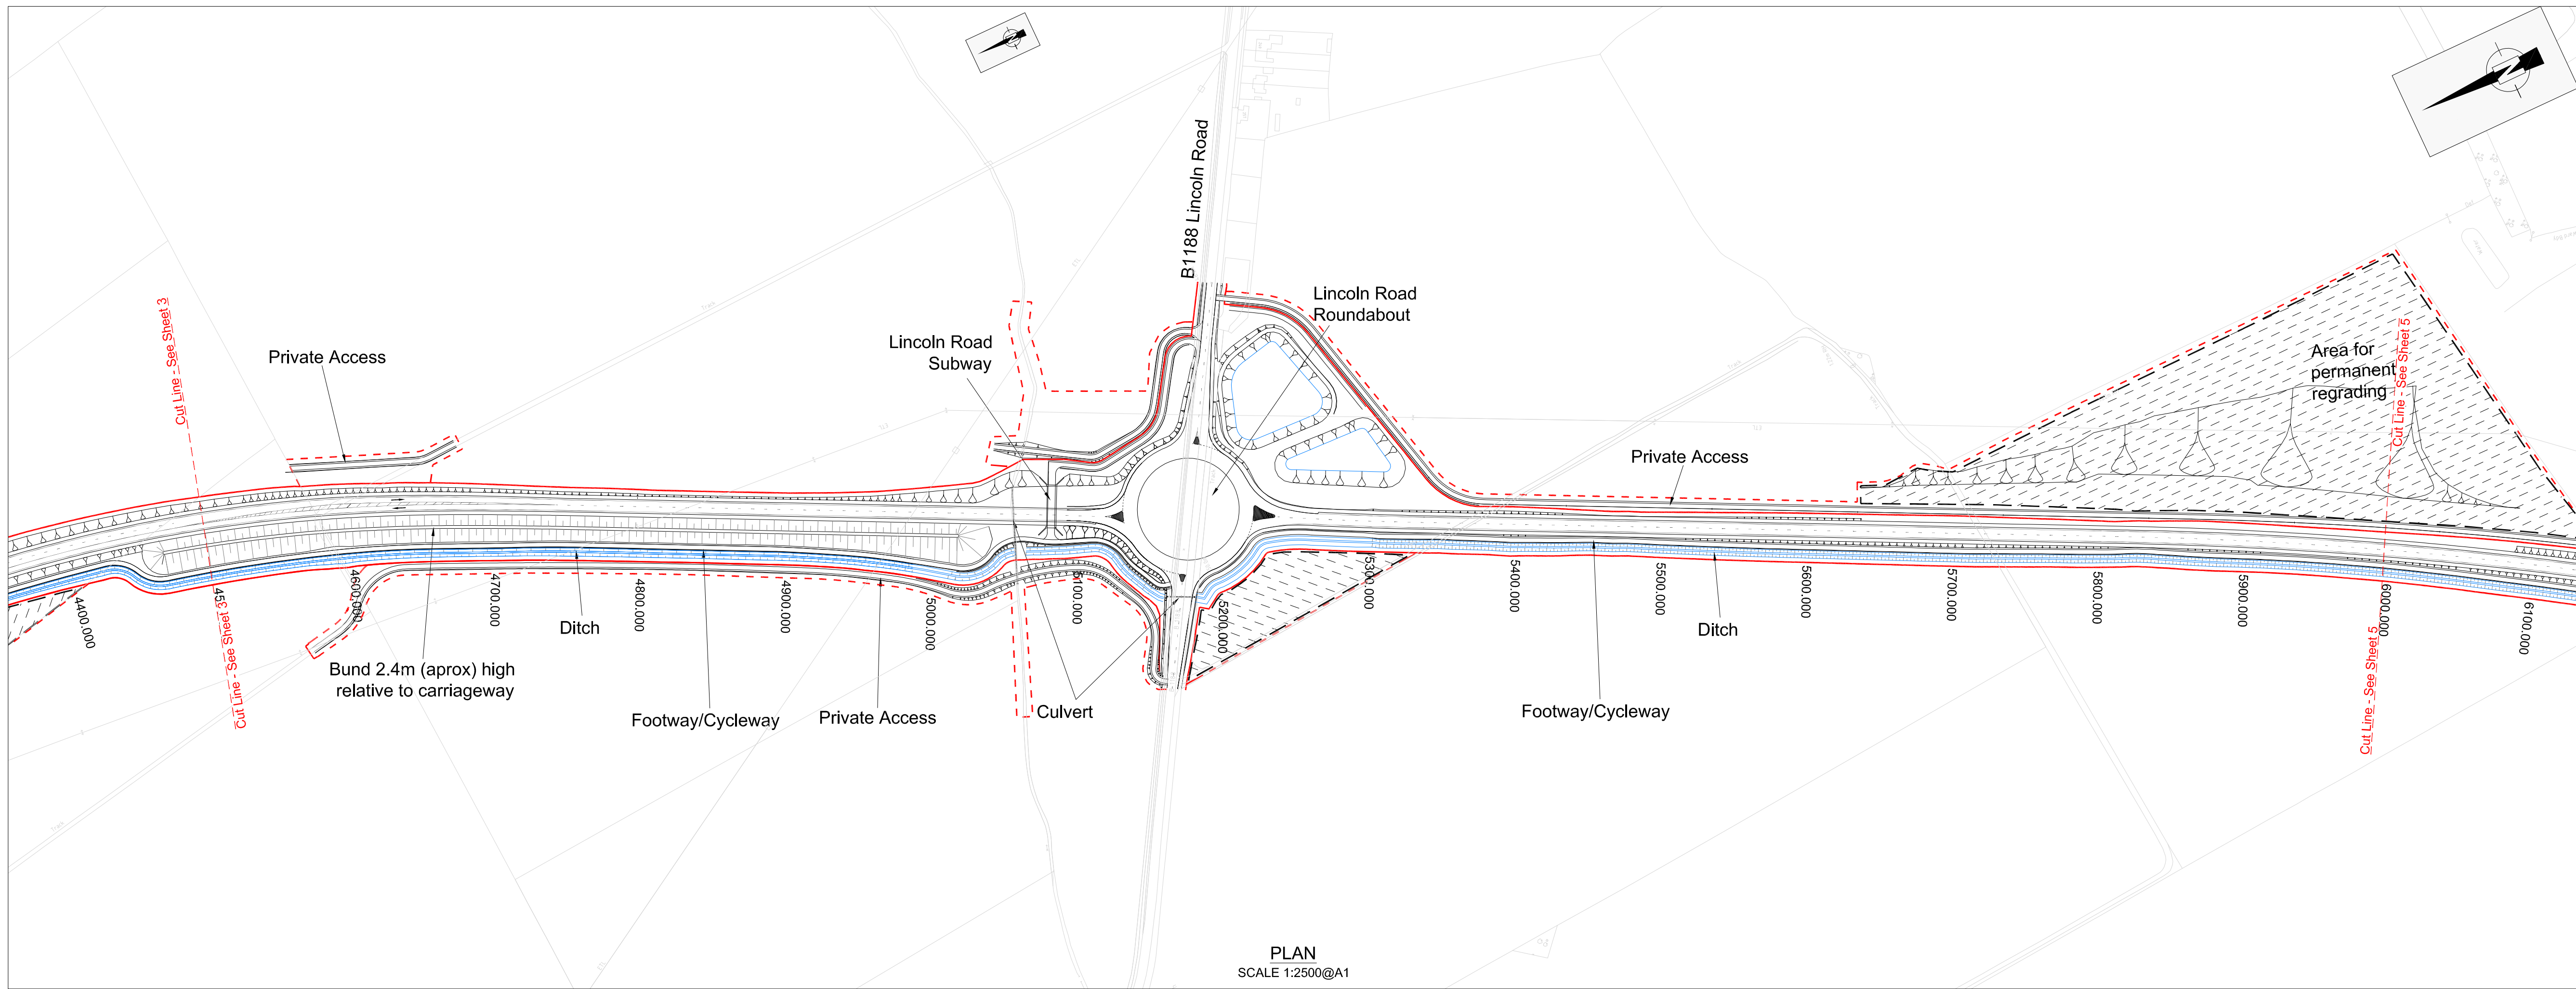 B1188 Lincoln Road
Cut Line - See Sheet 3
Private Access
Lincoln Road
Subway
Lincoln Road
Roundabout
Private Access
Area for
permanent
regrading
Cut Line - See Sheet 5
4400.000
4600.000
4700.000
4800.000
4900.000
5000.000
5200.000
5300.000
5400.000
5500.000
5600.000
5700.000
5800.000
5900.000
6000.000
6100.000
Cut Line - See Sheet 3
Bund 2.4m (aprox) high
relative to carriageway
Ditch
Footway/Cycleway
Private Access
Culvert
Footway/Cycleway
Ditch
Cut Line - See Sheet 5
Track
Track
Track
PLAN
SCALE 1:2500@A1